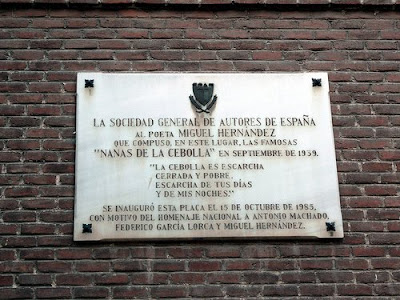 LA SOCIEDAD GENERAL DE AUTORES DE ESPAÑA
AL POETA MIGUEL HERNÁNDEZ
QUE COMPUSO, EN ESTE LUGAR, LAS FAMOSAS
"NANAS DE LA CEBOLLA" EN SEPTIEMBRE DE 1939.
"LA CEBOLLA ES ESCARCHA
CERRADA Y POBRE,
ESCARCHA DE TUS DÍAS
Y DE MIS NOCHES."
SE INAUGURÓ ESTA PLACA EL 15 DE OCTUBRE DE 1985,
CON MOTIVO DEL HOMENAJE NACIONAL A ANTONIO MACHADO,
FEDERICO GARCÍA LORCA Y MIGUEL HERNÁNDEZ.